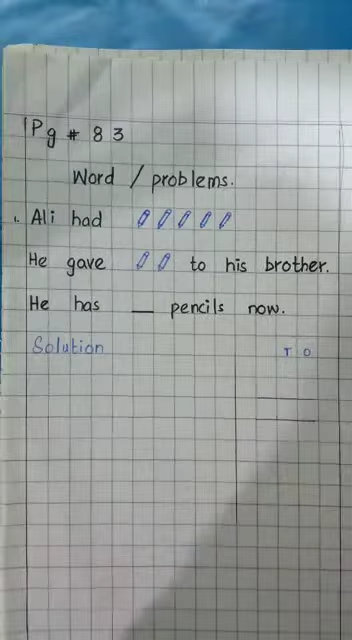 Pg # 83
Word / problems.
1. Ali had
He gave to his brother.
He has __ pencils now.
Solution
T O